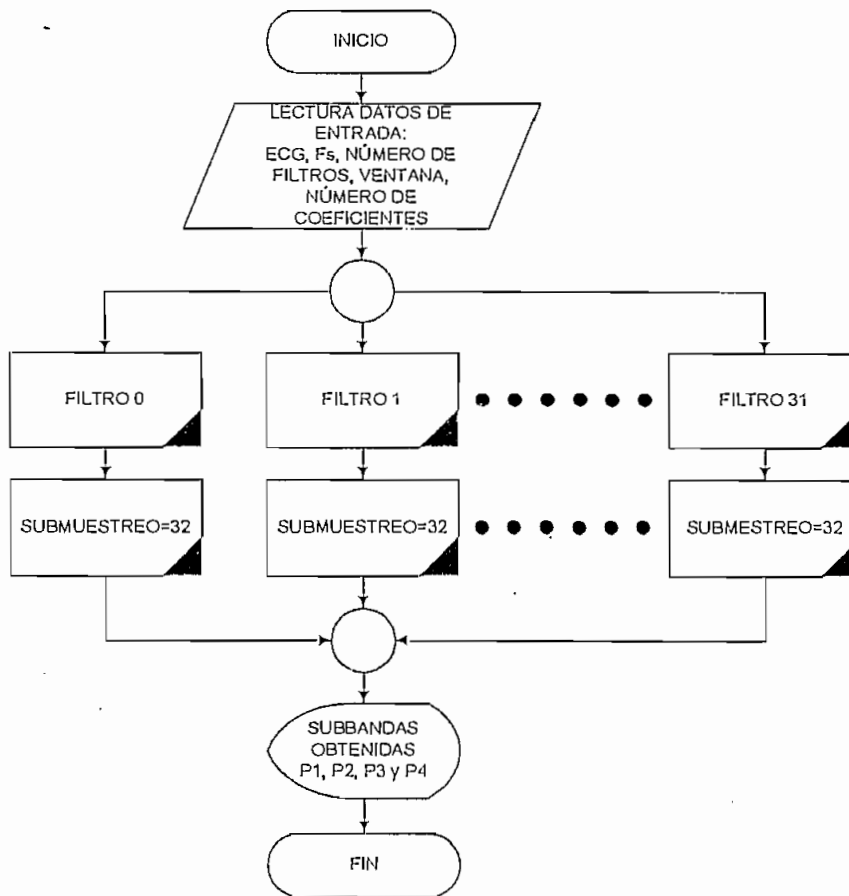 INICIO
LECTURA DATOS DE
ENTRADA:
ECG, Fs, NÚMERO DE
FILTROS, VENTANA,
NÚMERO DE
COEFICIENTES
FILTRO 0
FILTRO 1
FILTRO 31
SUBMUESTREO=32
SUBMUESTREO=32
SUBMESTREO=32
SUBBANDAS
OBTENIDAS
P1, P2, P3 y P4
FIN